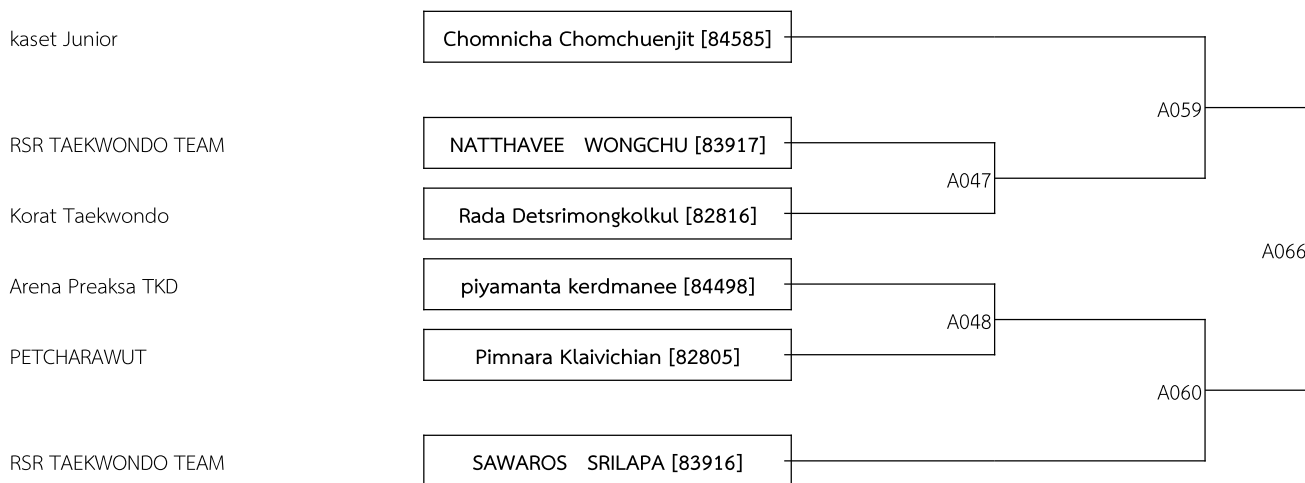 kaset Junior
Chomnicha Chomchuenjit [84585]
A059
RSR TAEKWONDO TEAM
NATTHAVEE WONGCHU [83917]
A047
Korat Taekwondo
Rada Detsrimongkolkul [82816]
A066
Arena Preaksa TKD
piyamanta kerdmanee [84498]
A048
PETCHARAWUT
Pimnara Klaivichian [82805]
A060
RSR TAEKWONDO TEAM
SAWAROS SRILAPA [83916]